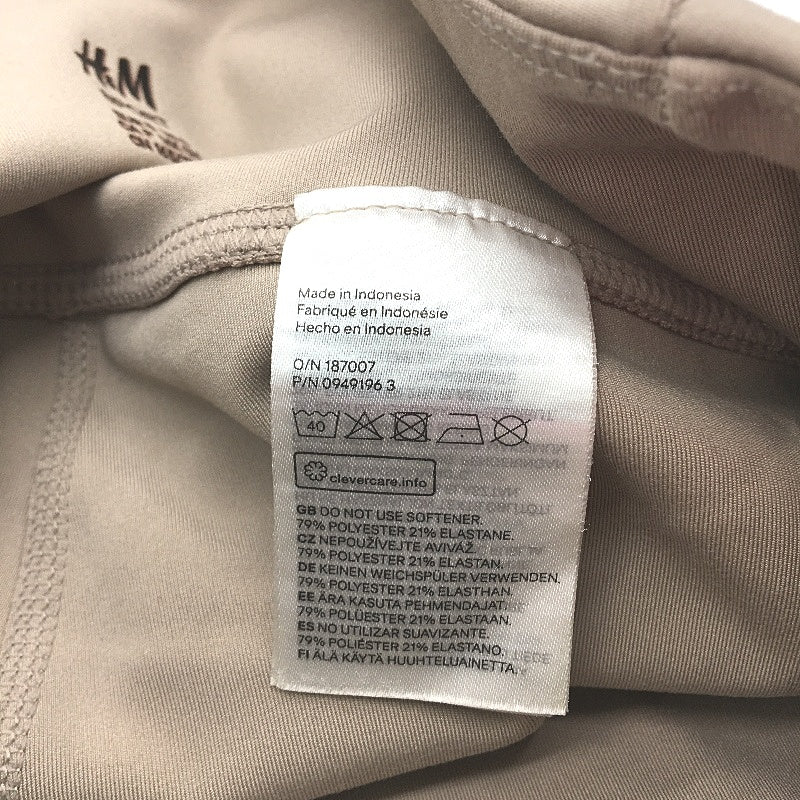 H&M
Made in Indonesia
Fabriqué en Indonésie
Hecho en Indonesia
O/N 187007
P/N 0949196 3
40
clevercare.info
GB DO NOT USE SOFTENER.
79% POLYESTER 21% ELASTANE.
CZ NEPOUŽÍVEJTE AVIVÁŽ.
79% POLYESTER 21% ELASTAN.
DE KEINEN WEICHSPÜLER VERWENDEN.
79% POLYESTER 21% ELASTHAN.
EE ÄRA KASUTA PEHMENDAJAT.
79% POLÜESTER 21% ELASTAAN.
ES NO UTILIZAR SUAVIZANTE.
79% POLIÉSTER 21% ELASTANO.
FI ÄLÄ KÄYTÄ HUUHTELUAINETTA.